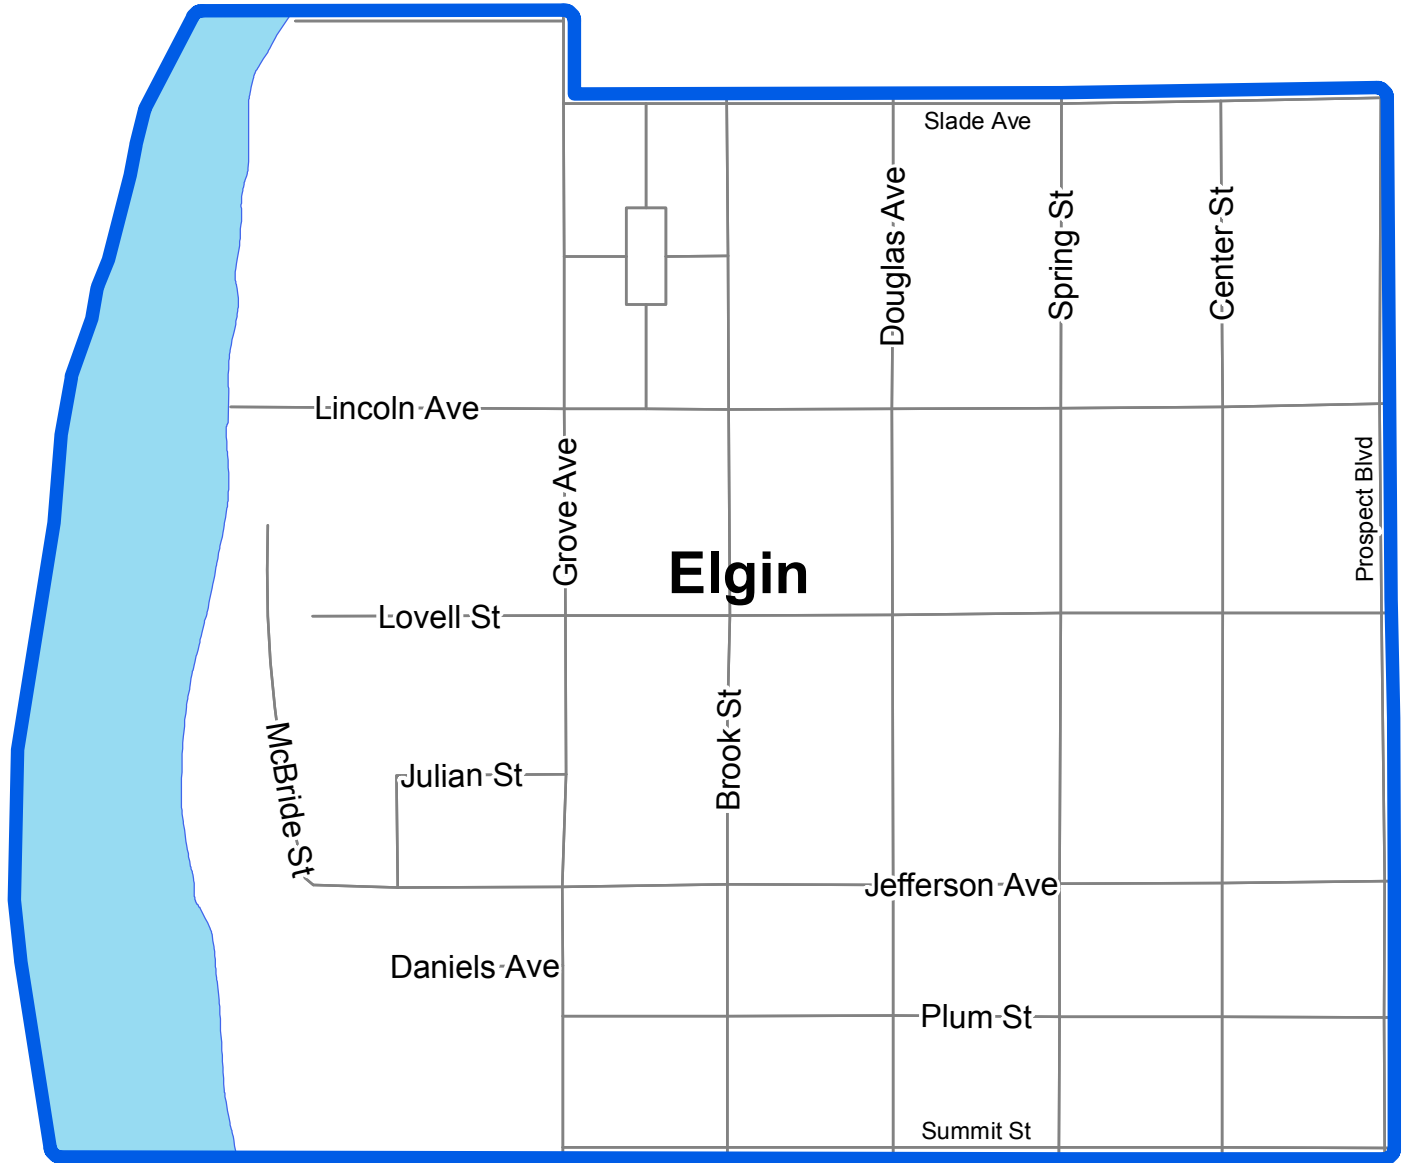 Slade Ave
Douglas Ave
Spring St
Center St
Lincoln Ave
Grove Ave
Prospect Blvd
Elgin
Lovell St
Brook St
McBride St
Julian St
Jefferson Ave
Daniels Ave
Plum St
Summit St